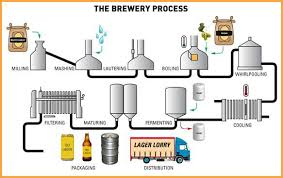 THE BREWERY PROCESS
MILLING
MASHING
LAUTERING
BOILING
WHIRLPOOLING
FILTERING
MATURING
FERMENTING
COOLING
LAGER LORRY
PACKAGING
DISTRIBUTION